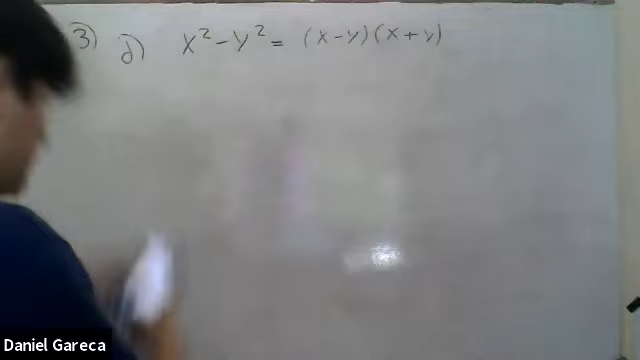 3) d) x² - y² = (x-y)(x+y)
Daniel Gareca